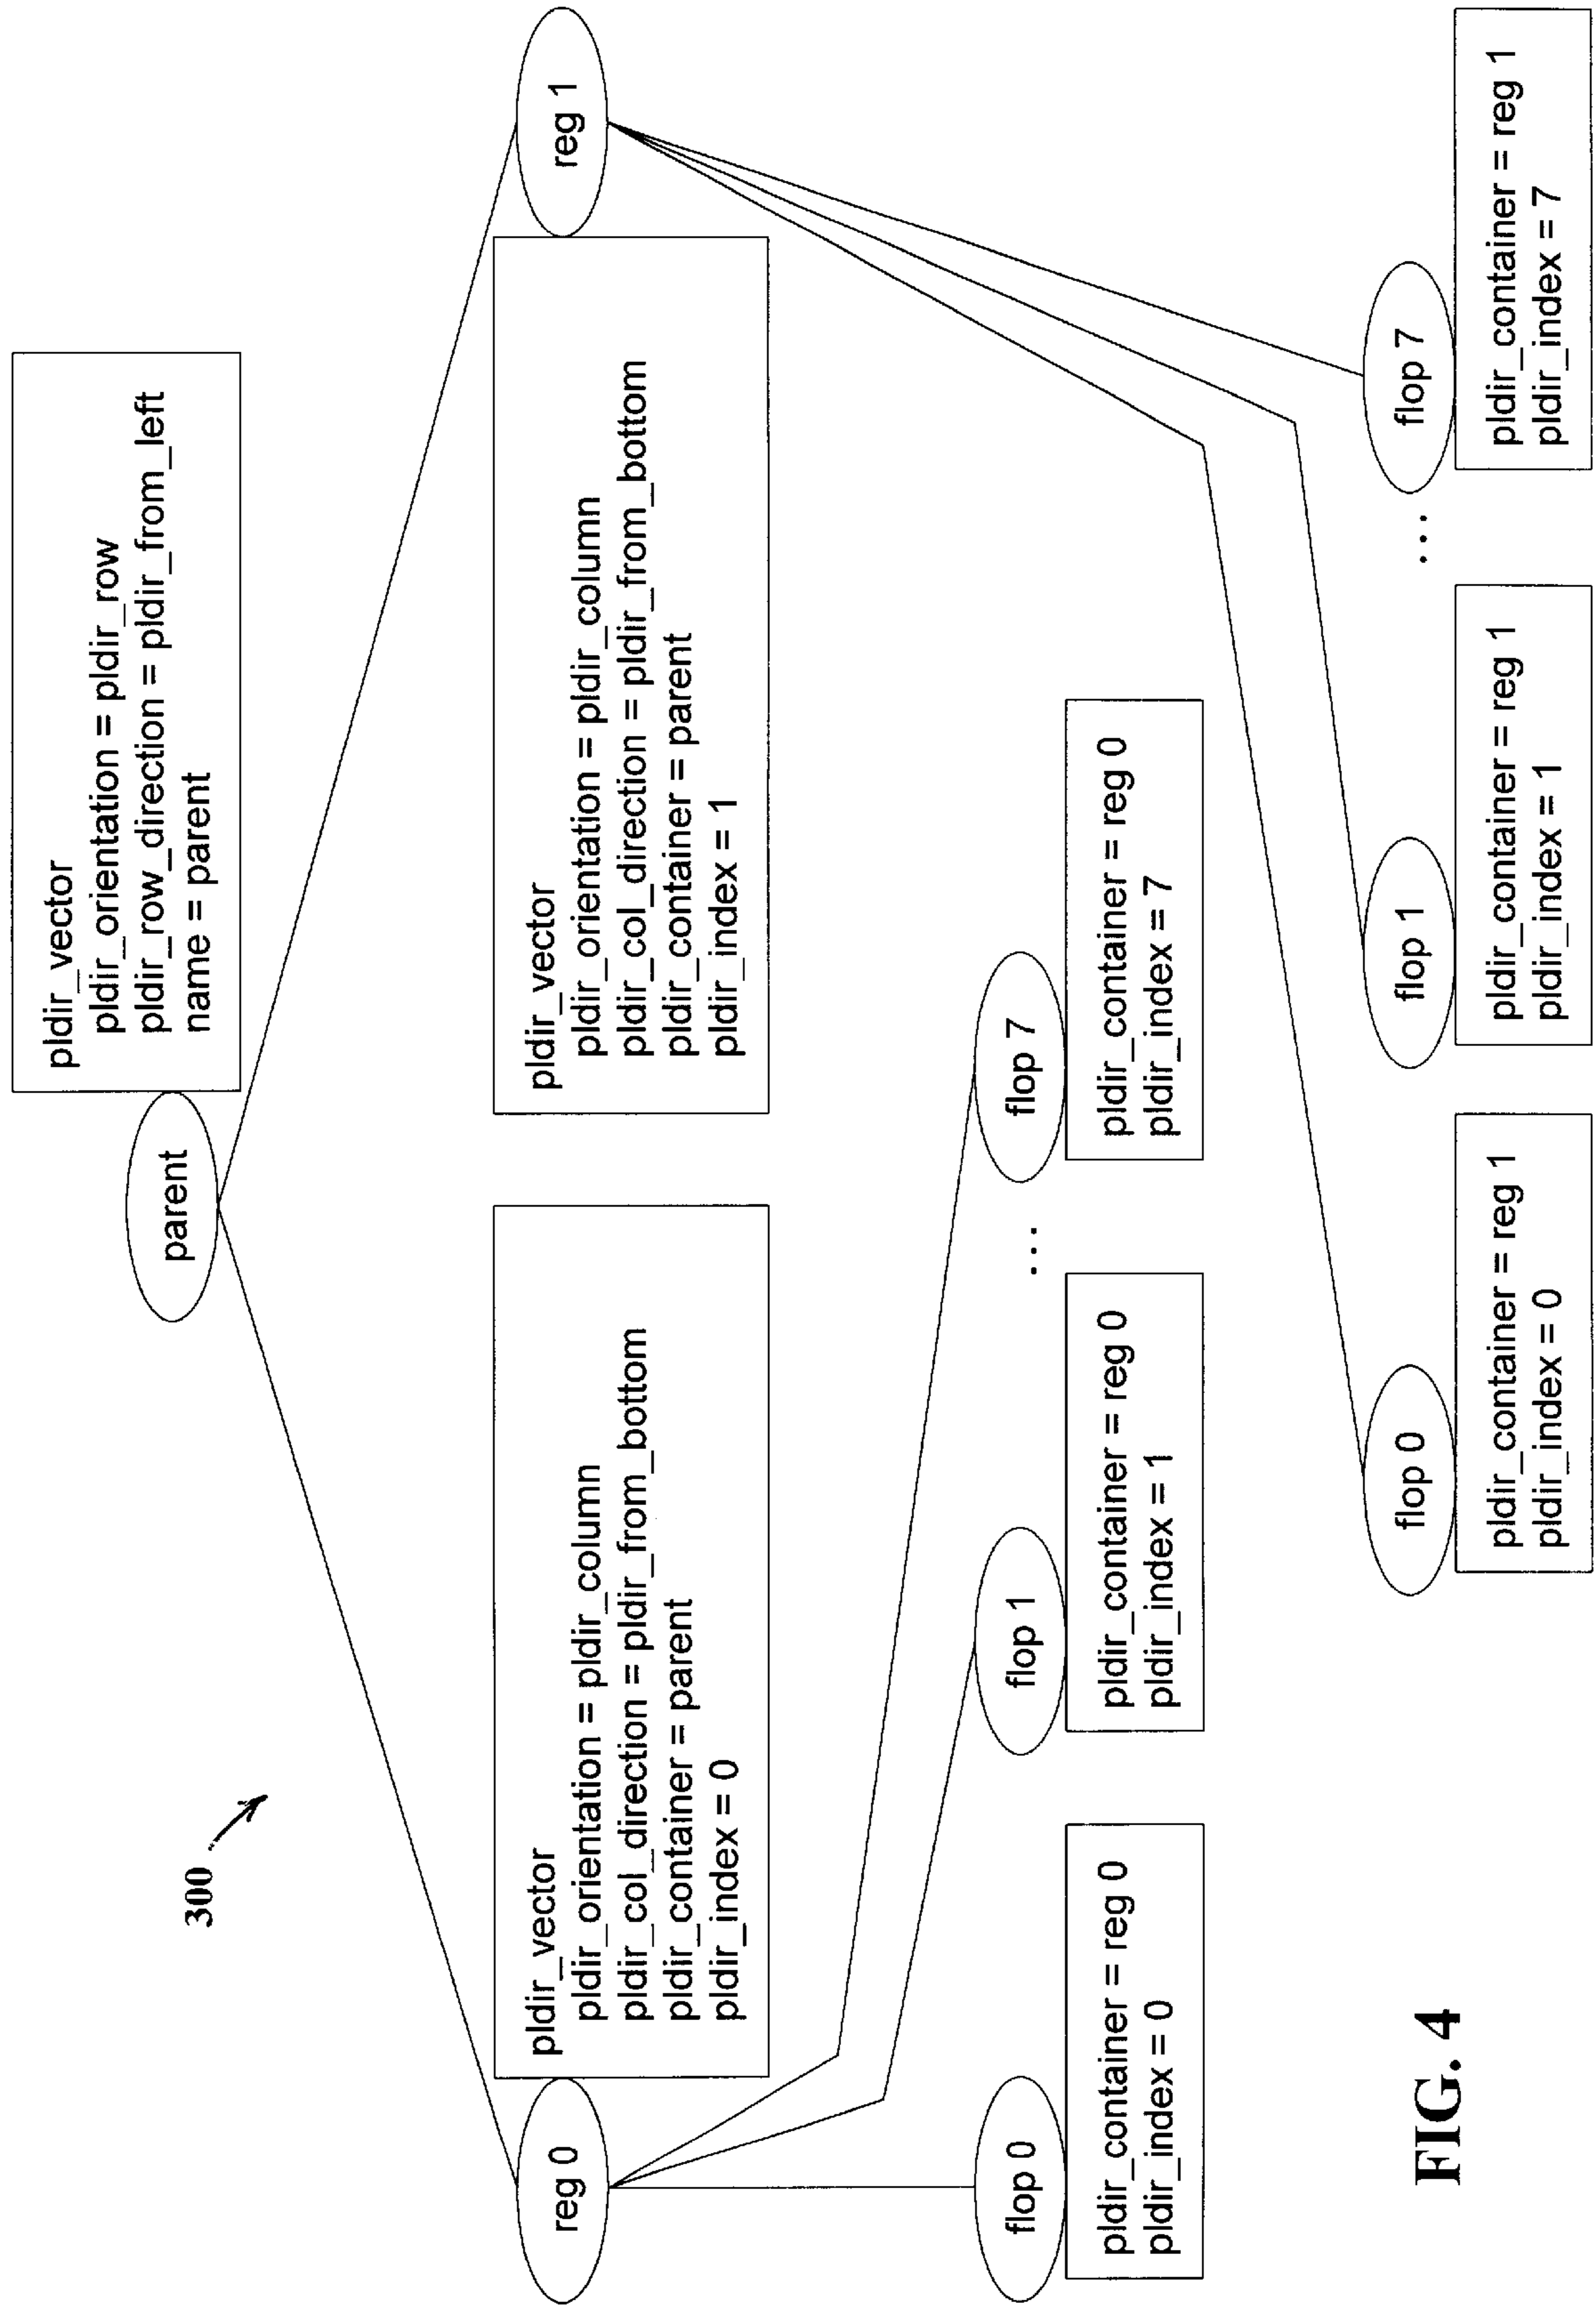 300
parent
pldir_vector
pldir_orientation = pldir_row
pldir_row_direction = pldir_from_left
name = parent
reg 0
pldir_vector
pldir_orientation = pldir_column
pldir_col_direction = pldir_from_bottom
pldir_container = parent
pldir_index = 0
pldir_vector
pldir_orientation = pldir_column
pldir_col_direction = pldir_from_bottom
pldir_container = parent
pldir_index = 1
reg 1
flop 0
pldir_container = reg 0
pldir_index = 0
flop 1
pldir_container = reg 0
pldir_index = 1
...
flop 7
pldir_container = reg 0
pldir_index = 7
flop 0
pldir_container = reg 1
pldir_index = 0
flop 1
pldir_container = reg 1
pldir_index = 1
...
flop 7
pldir_container = reg 1
pldir_index = 7
FIG. 4